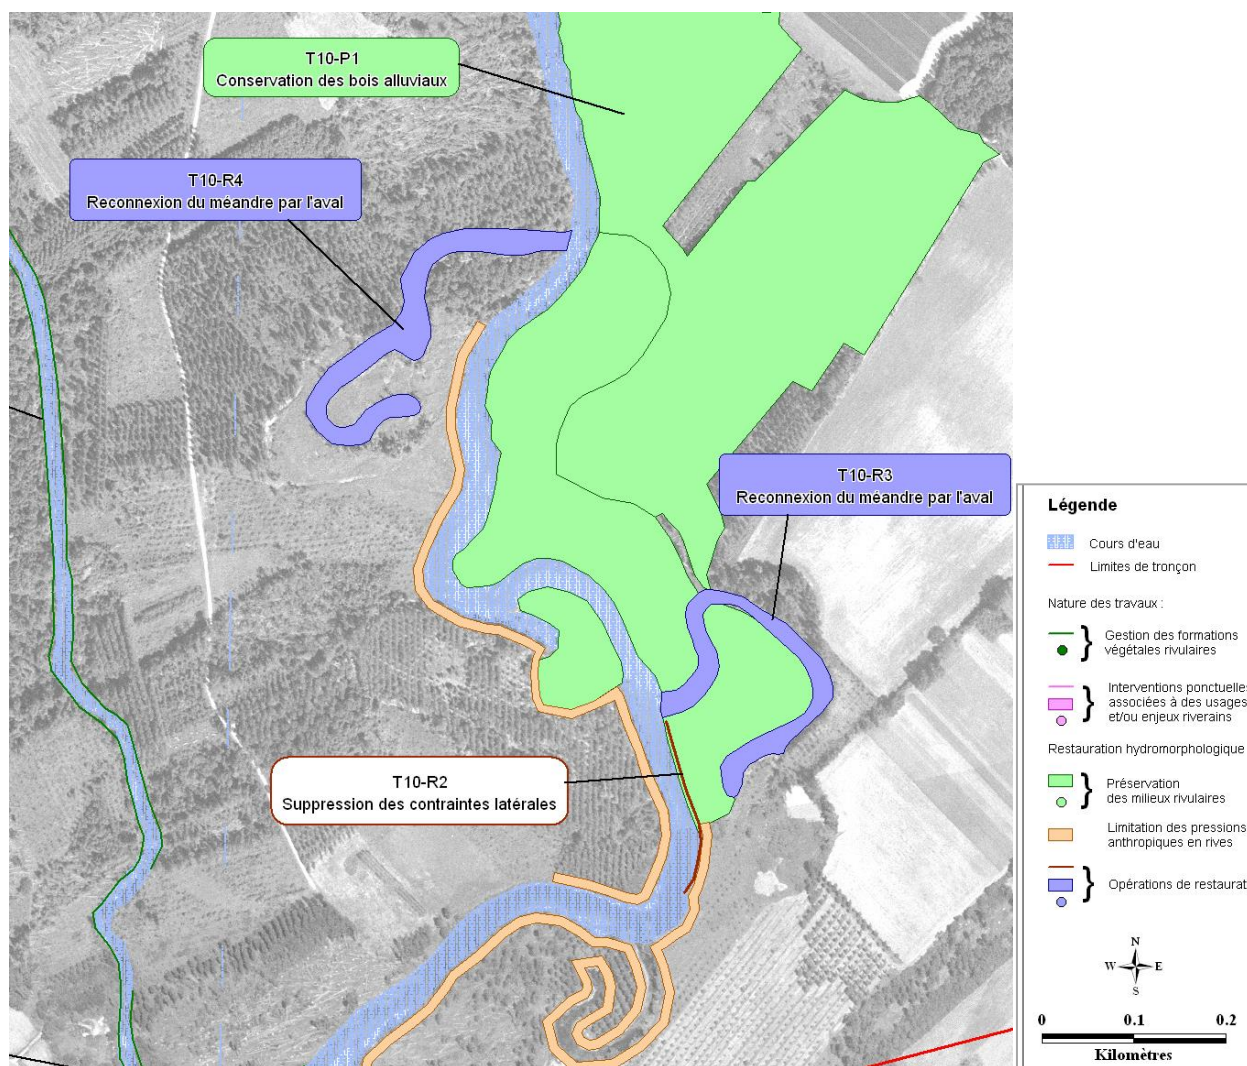 T10-P1
Conservation des bois alluviaux
T10-R4
Reconnexion du méandre par l'aval
T10-R3
Reconnexion du méandre par l'aval
T10-R2
Suppression des contraintes latérales
Légende
Cours d'eau
Limites de tronçon
Nature des travaux :
Gestion des formations
végétales rivulaires
Interventions ponctuelles
associées à des usages
et/ou enjeux riverains
Restauration hydromorphologique
Préservation
des milieux rivulaires
Limitation des pressions
anthropiques en rives
Opérations de restaurat
N
W E
S
0 0.1 0.2
Kilomètres